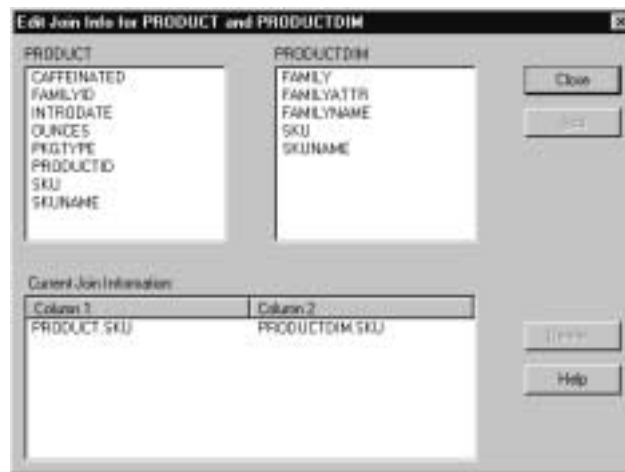 Edit Join Info for PRODUCT and PRODUCTDIM
PRODUCT
CAFFEINATED
FAMILYID
INTRODATE
OUNCES
PKGTYPE
PRODUCTID
SKU
SKUNAME
PRODUCTDIM
FAMILY
FAMILYATTR
FAMILYNAME
SKU
SKUNAME
Close
Add
Current Join Information:
Column 1 Column 2
PRODUCT.SKU PRODUCTDIM.SKU
Help